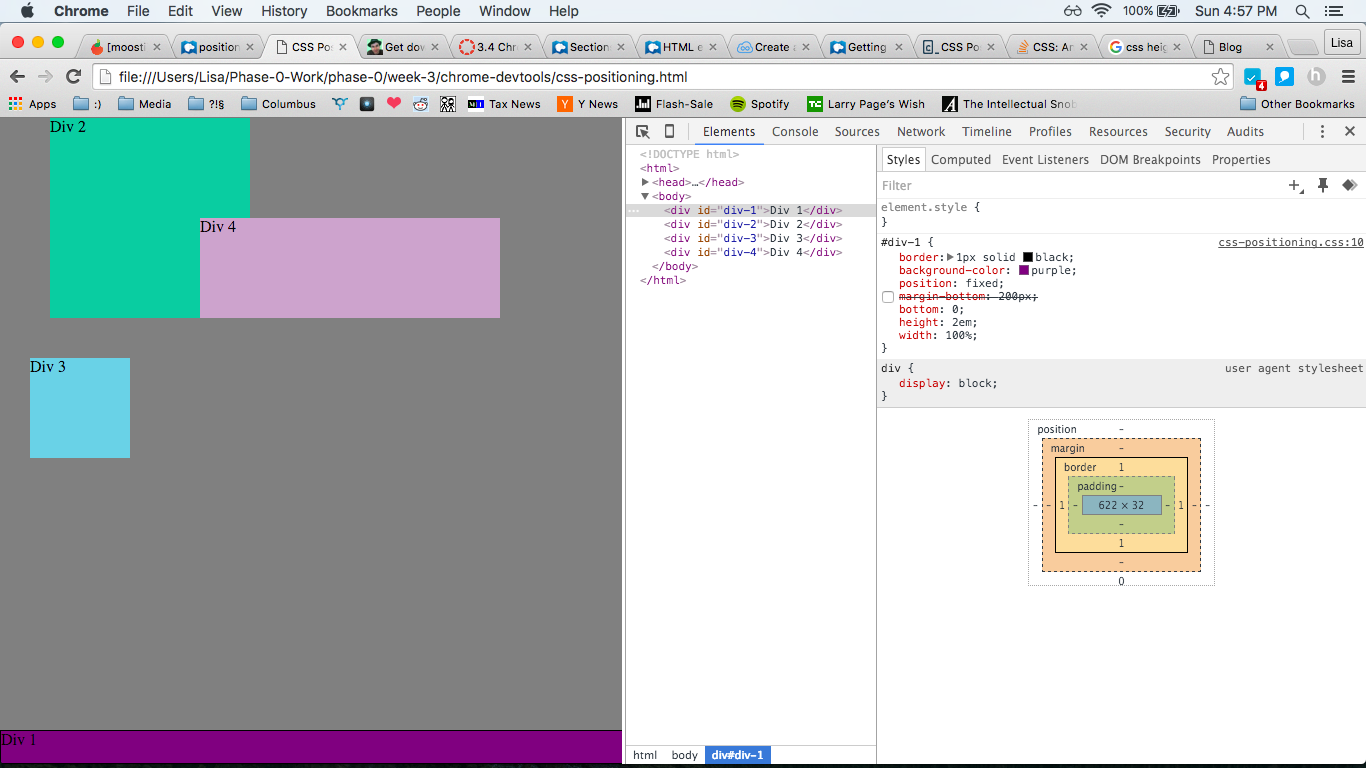 Chrome File Edit View History Bookmarks People Window Help 100% Sun 4:57 PM
[moosti position CSS Pos Get dow 3.4 Chr Section: HTML e Create a Getting CSS Po CSS: An css heig Blog Lisa
file:///Users/Lisa/Phase-0-Work/phase-0/week-3/chrome-devtools/css-positioning.html 4
Apps :) Media ?!§ Columbus Tax News Y News Flash-Sale Spotify TC Larry Page's Wish The Intellectual Snob Other Bookmarks
Div 2
Div 4
Div 3
Div 1
Elements Console Sources Network Timeline Profiles Resources Security Audits
<!DOCTYPE html>
<html>
<head>…</head>
<body>
<div id="div-1">Div 1</div>
<div id="div-2">Div 2</div>
<div id="div-3">Div 3</div>
<div id="div-4">Div 4</div>
</body>
</html>
html body div#div-1
Styles Computed Event Listeners DOM Breakpoints Properties
Filter
element.style {
}
#div-1 { css-positioning.css:10
border: 1px solid black;
background-color: purple;
position: fixed;
margin-bottom: 200px;
bottom: 0;
height: 2em;
width: 100%;
}
div { user agent stylesheet
display: block;
}
position -
margin -
border 1
padding -
- - 1 - 622 × 32 - 1 - -
-
1
-
0